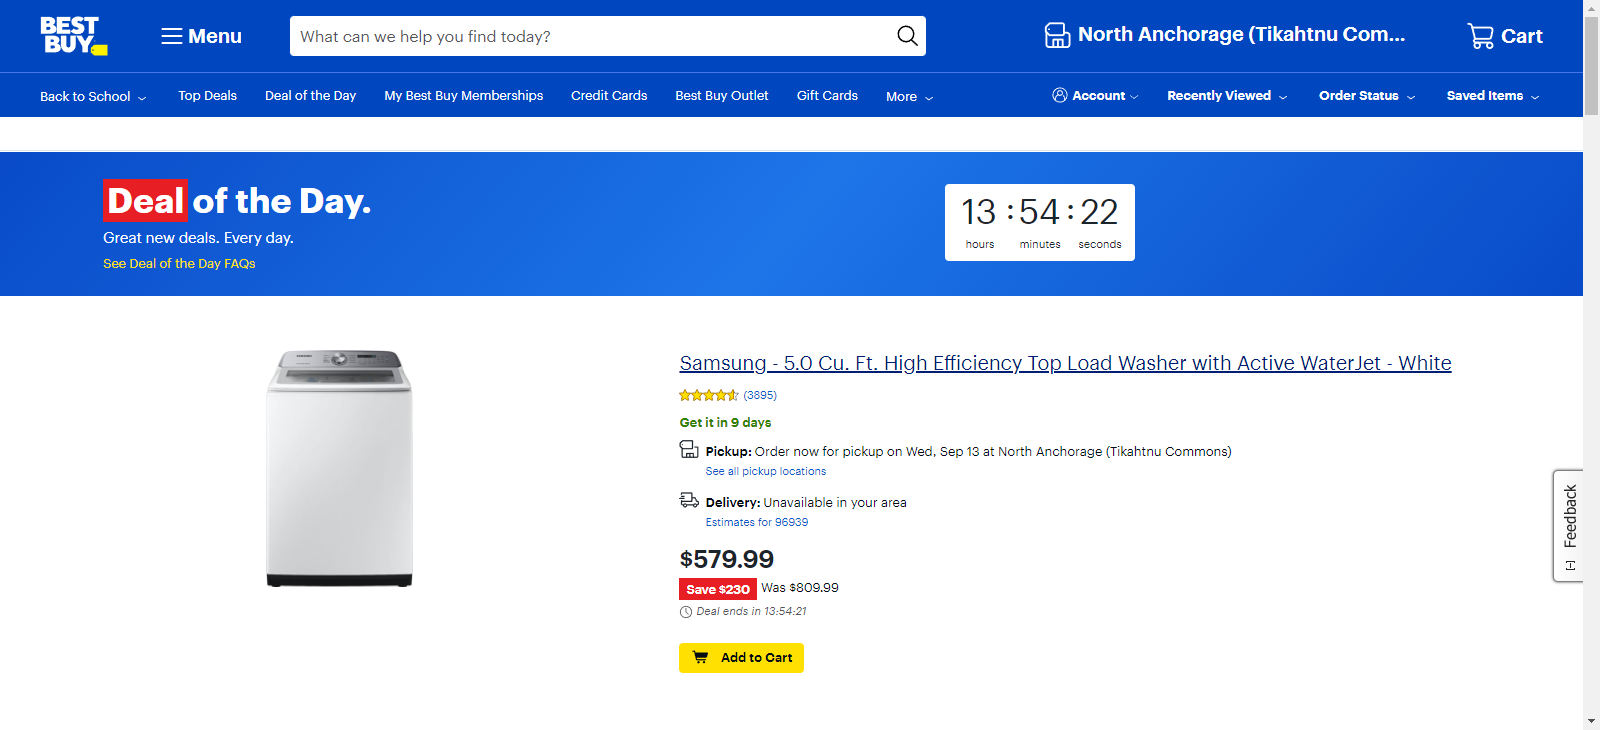 BEST
BUY
Menu
What can we help you find today?
North Anchorage (Tikahtnu Com...
Cart
Back to School
Top Deals
Deal of the Day
My Best Buy Memberships
Credit Cards
Best Buy Outlet
Gift Cards
More
Account
Recently Viewed
Order Status
Saved Items
Deal of the Day.
Great new deals. Every day.
See Deal of the Day FAQs
13 : 54 : 22
hours minutes seconds
Samsung - 5.0 Cu. Ft. High Efficiency Top Load Washer with Active WaterJet - White
(3895)
Get it in 9 days
Pickup: Order now for pickup on Wed, Sep 13 at North Anchorage (Tikahtnu Commons)
See all pickup locations
Delivery: Unavailable in your area
Estimates for 96939
$579.99
Save $230 Was $809.99
Deal ends in 13:54:21
Add to Cart
[-] Feedback